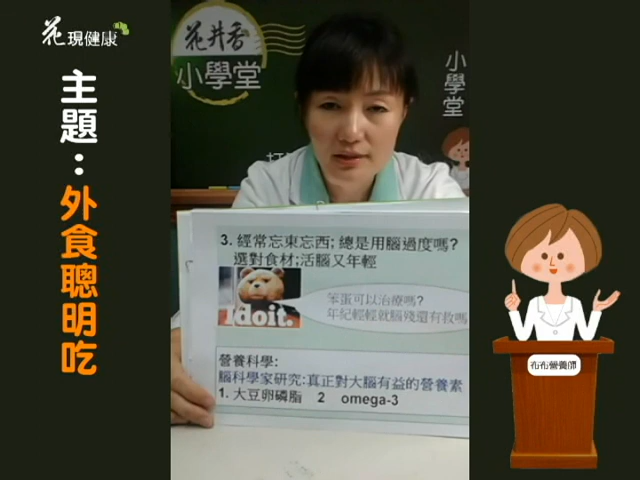 花現健康
主題：外食聰明吃
花井香
小學堂
小學堂
3. 經常忘東忘西; 總是用腦過度嗎?
選對食材;活腦又年輕
Idoit.
笨蛋可以治療嗎?
年紀輕輕就腦殘還有救嗎
營養科學:
腦科學家研究:真正對大腦有益的營養素
1. 大豆卵磷脂 2 omega-3
布布營養師